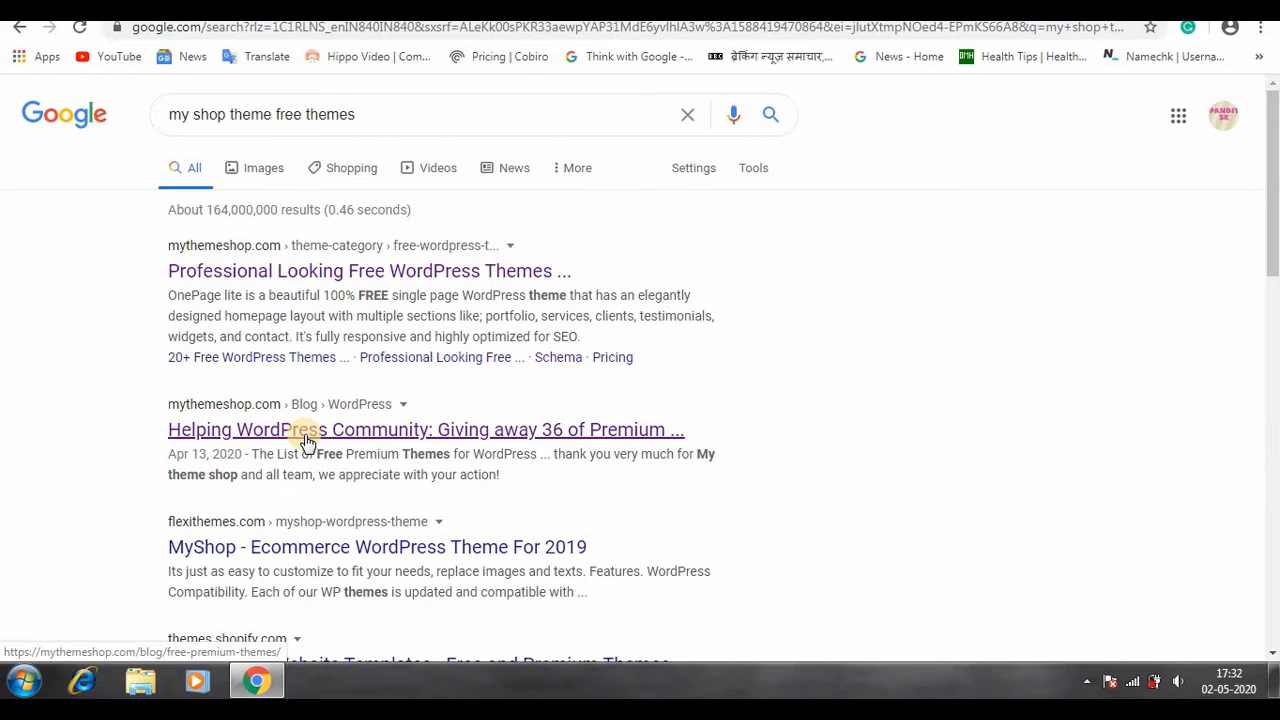 google.com/search?rlz=1C1RLNS_enIN840IN840&sxsrf=ALeKk00R33aewpYAP31MdE6yvlhlA3w%3A1588419470864&ei=jlutXtmpNOed4-EPmKS66A8&q=my+shop+t...
Apps YouTube News Translate Hippo Video | Com... Pricing | Cobiro Think with Google -... ब्रेकिंग न्यूज़ समाचार,... News - Home Health Tips | Health... Namechk | Userna... »
Google my shop theme free themes
All Images Shopping Videos News More Settings Tools
About 164,000,000 results (0.46 seconds)
mythemeshop.com › theme-category › free-wordpress-t...
Professional Looking Free WordPress Themes ...
OnePage lite is a beautiful 100% FREE single page WordPress theme that has an elegantly
designed homepage layout with multiple sections like; portfolio, services, clients, testimonials,
widgets, and contact. It's fully responsive and highly optimized for SEO.
20+ Free WordPress Themes ... · Professional Looking Free ... · Schema · Pricing
mythemeshop.com › Blog › WordPress
Helping WordPress Community: Giving away 36 of Premium ...
Apr 13, 2020 - The List of Free Premium Themes for WordPress ... thank you very much for My
theme shop and all team, we appreciate with your action!
flexithemes.com › myshop-wordpress-theme
MyShop - Ecommerce WordPress Theme For 2019
Its just as easy to customize to fit your needs, replace images and texts. Features. WordPress
Compatibility. Each of our WP themes is updated and compatible with ...
themes.shopify.com
https://mythemeshop.com/blog/free-premium-themes/
Website Templates - Free and Premium Themes
17:32
02-05-2020